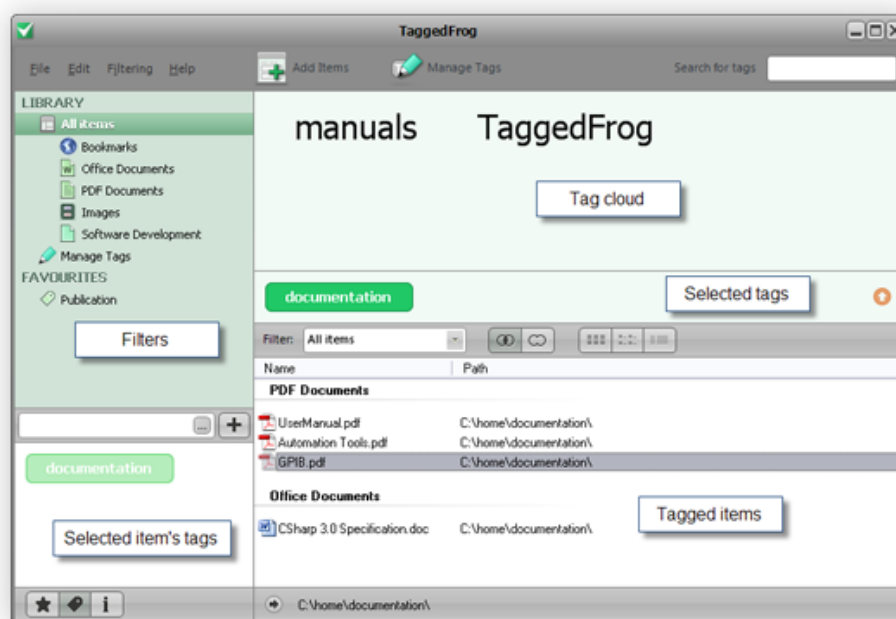 TaggedFrog
File Edit Filtering Help
Add Items
Manage Tags
Search for tags
LIBRARY
All items
Bookmarks
Office Documents
PDF Documents
Images
Software Development
Manage Tags
FAVOURITES
Publication
Filters
...
documentation
Selected item's tags
manuals TaggedFrog
Tag cloud
documentation
Selected tags
Filter: All items
Name Path
PDF Documents
UserManual.pdf C:\home\documentation\
Automation Tools.pdf C:\home\documentation\
GPIB.pdf C:\home\documentation\
Office Documents
CSharp 3.0 Specification.doc C:\home\documentation\
Tagged items
C:\home\documentation\